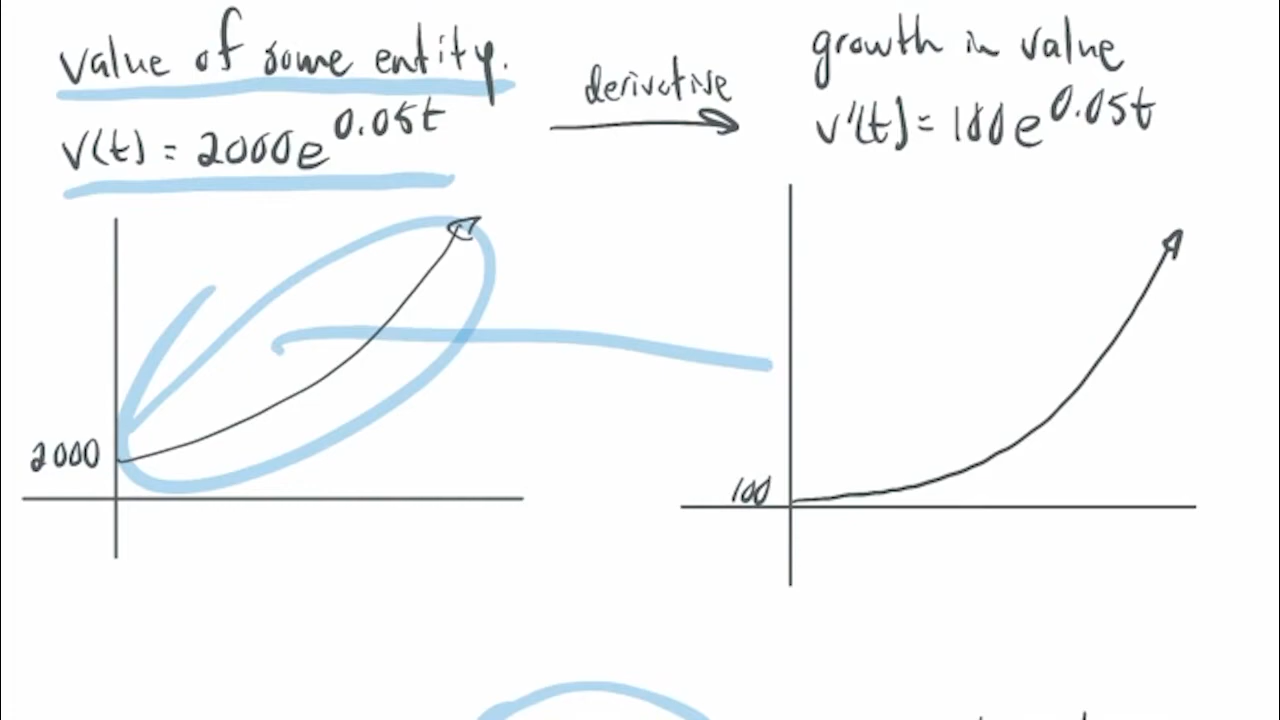 value of some entity.
v(t) = 2000e^0.05t
derivative
growth in value
v'(t) = 100e^0.05t
2000
100